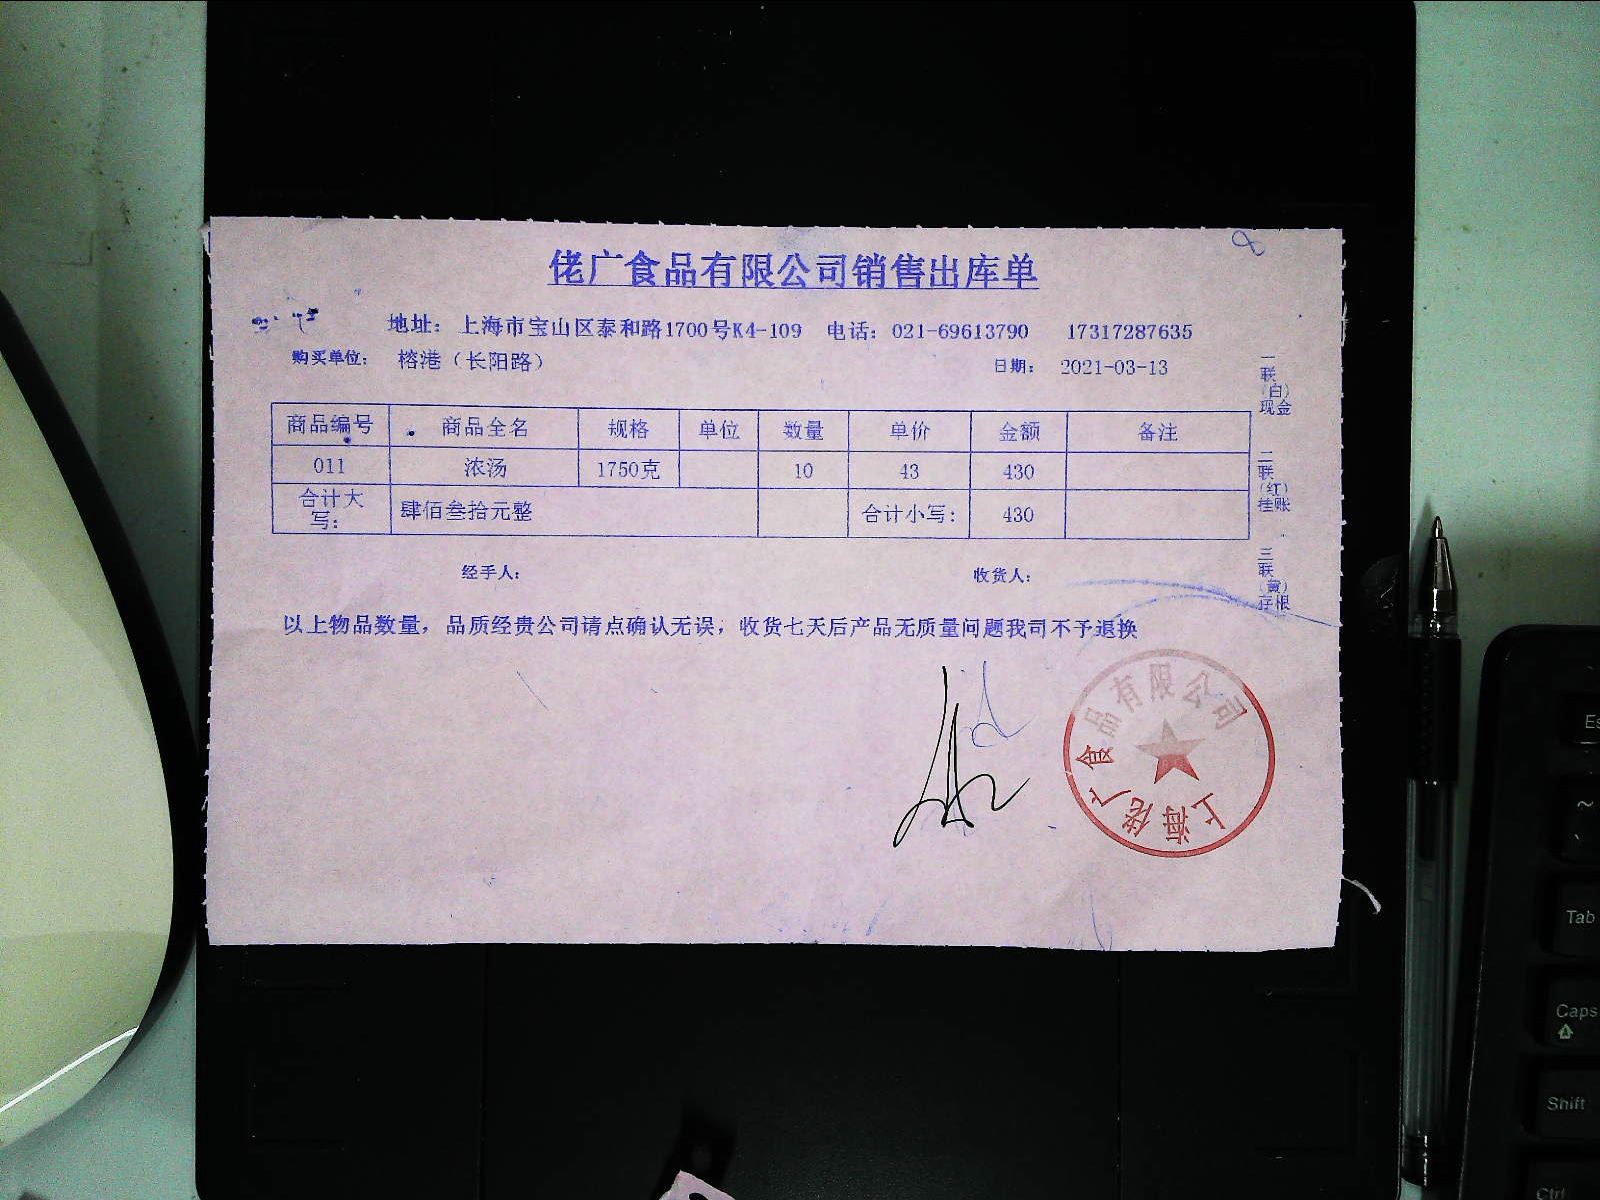 8
佬广食品有限公司销售出库单
地址：上海市宝山区泰和路1700号K4-109 电话：021-69613790 17317287635
购买单位： 榕港（长阳路） 日期： 2021-03-13
商品编号 商品全名 规格 单位 数量 单价 金额 备注
011 浓汤 1750克 10 43 430
合计大写： 肆佰叁拾元整 合计小写： 430
经手人： 收货人：
以上物品数量，品质经贵公司请点确认无误，收货七天后产品无质量问题我司不予退换
一联（白）现金
二联（红）挂账
三联（黄）存根
上海佬广食品有限公司
Es
~
Tab
Caps
Shift
Ctrl